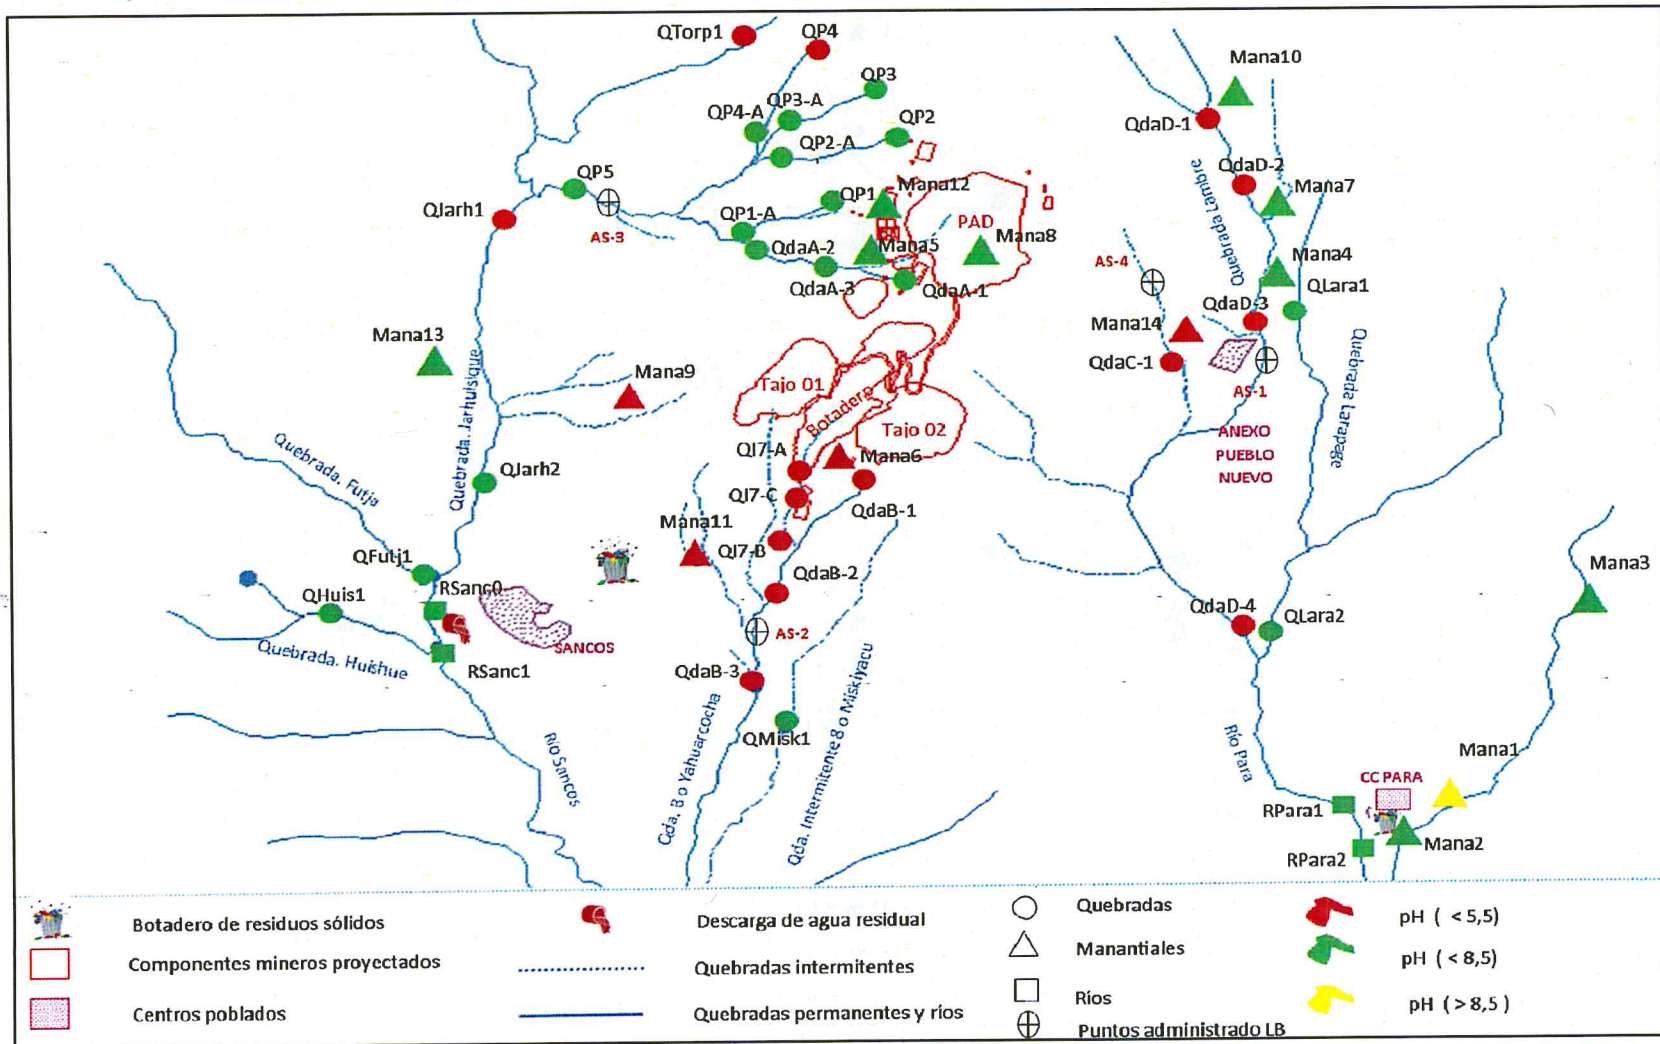 QTorp1
QP4
Mana10
QP3
QP4-A
QP3-A
QP2
QP2-A
QdaD-1
QP5
QdaD-2
Mana7
QJarh1
AS-3
QP1-A
QP1
Mana12
PAD
Mana5
Mana8
QdaA-2
QdaA-3
QdaA-1
Quebrada Lambre
AS-4
Mana4
QLara1
QdaD-3
Mana14
QdaC-1
AS-1
Mana13
Quebrada. Jarhuisique
Mana9
Tajo 01
Botadero
Tajo 02
ANEXO
PUEBLO
NUEVO
Quebrada Larapage
Quebrada. Futja
QJarh2
QI7-A
Mana6
QI7-C
QdaB-1
Mana11
QI7-B
QdaB-2
QFutj1
RSanc0
QHuis1
SANCOS
Quebrada. Huishue
RSanc1
AS-2
QdaB-3
QMisk1
Qda. B o Yahuarcocha
Qda. Intermitente 8 o Miskiyacu
Río Sancos
Mana3
QdaD-4
QLara2
Río Para
Mana1
CC PARA
RPara1
RPara2
Mana2
Botadero de residuos sólidos
Componentes mineros proyectados
Centros poblados
Descarga de agua residual
Quebradas intermitentes
Quebradas permanentes y ríos
Quebradas
Manantiales
Ríos
Puntos administrado LB
pH ( < 5,5)
pH ( < 8,5)
pH ( > 8,5 )